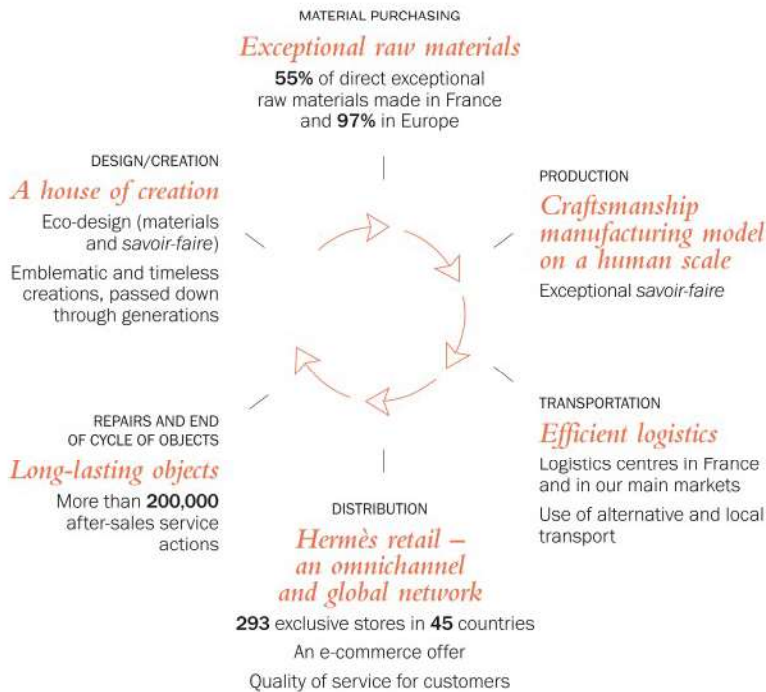 MATERIAL PURCHASING
Exceptional raw materials
55% of direct exceptional
raw materials made in France
and 97% in Europe
DESIGN/CREATION
A house of creation
Eco-design (materials
and savoir-faire)
Emblematic and timeless
creations, passed down
through generations
PRODUCTION
Craftsmanship
manufacturing model
on a human scale
Exceptional savoir-faire
REPAIRS AND END
OF CYCLE OF OBJECTS
Long-lasting objects
More than 200,000
after-sales service
actions
TRANSPORTATION
Efficient logistics
Logistics centres in France
and in our main markets
Use of alternative and local
transport
DISTRIBUTION
Hermès retail –
an omnichannel
and global network
293 exclusive stores in 45 countries
An e-commerce offer
Quality of service for customers